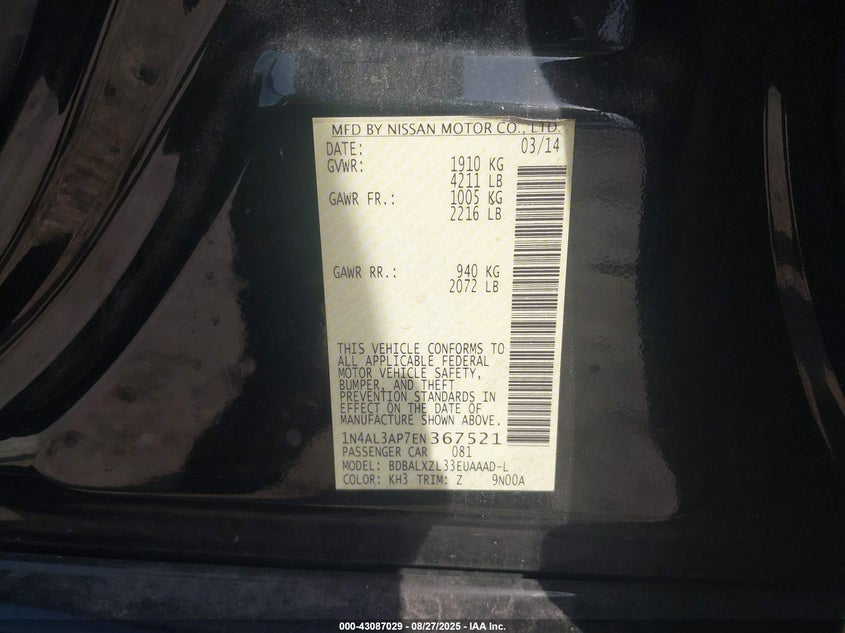 MFD BY NISSAN MOTOR CO., LTD.
DATE: 03/14
GVWR: 1910 KG
4211 LB
GAWR FR.: 1005 KG
2216 LB
GAWR RR.: 940 KG
2072 LB
THIS VEHICLE CONFORMS TO
ALL APPLICABLE FEDERAL
MOTOR VEHICLE SAFETY,
BUMPER, AND THEFT
PREVENTION STANDARDS IN
EFFECT ON THE DATE OF
MANUFACTURE SHOWN ABOVE.
1N4AL3AP7EN367521
PASSENGER CAR 081
MODEL: BDBALXZL33EUAAAD-L
COLOR: KH3 TRIM: Z 9N00A
000-43087029 - 08/27/2025 - IAA Inc.